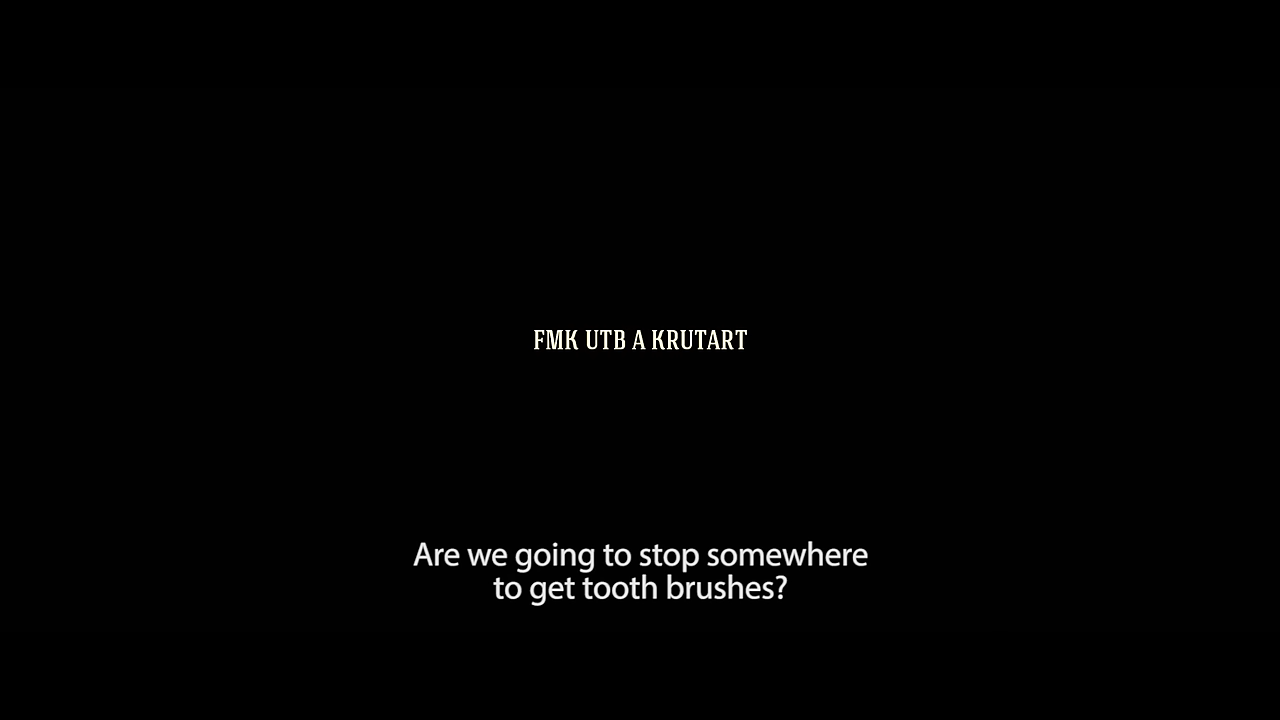 FMK UTB A KRUTART
Are we going to stop somewhere
to get tooth brushes?